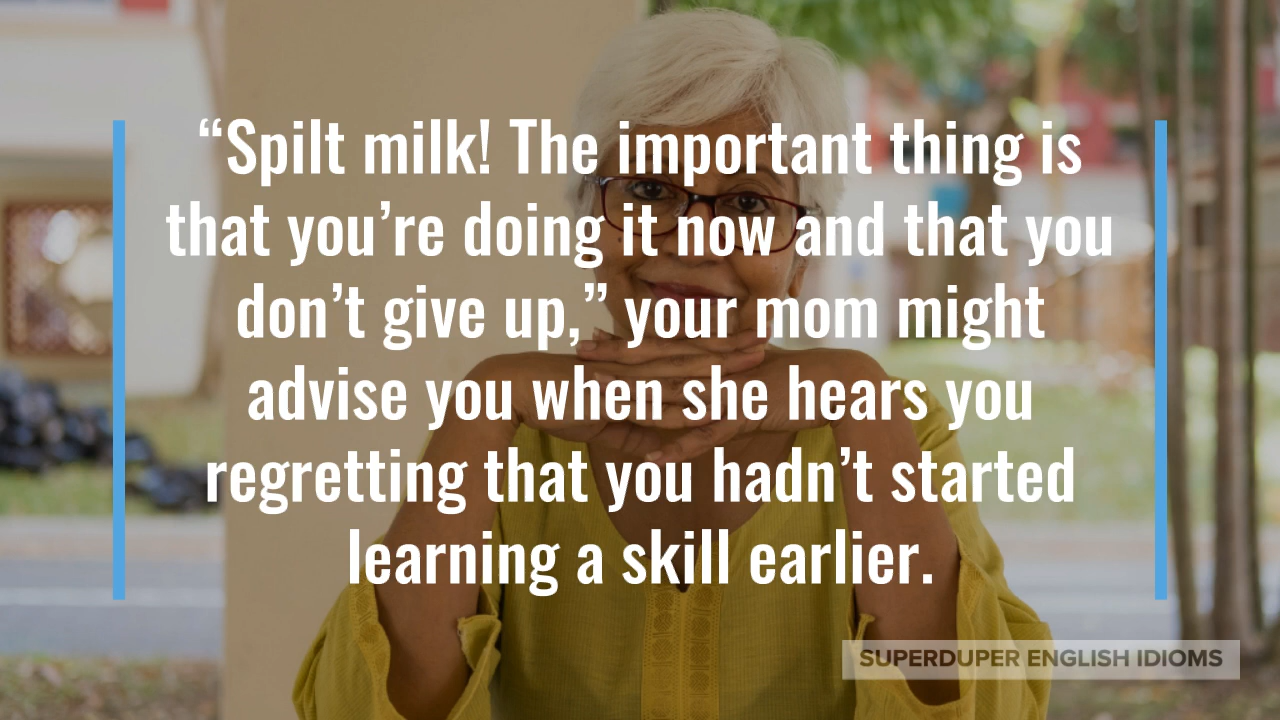 “Spilt milk! The important thing is
that you’re doing it now and that you
don’t give up,” your mom might
advise you when she hears you
regretting that you hadn’t started
learning a skill earlier.
SUPERDUPER ENGLISH IDIOMS